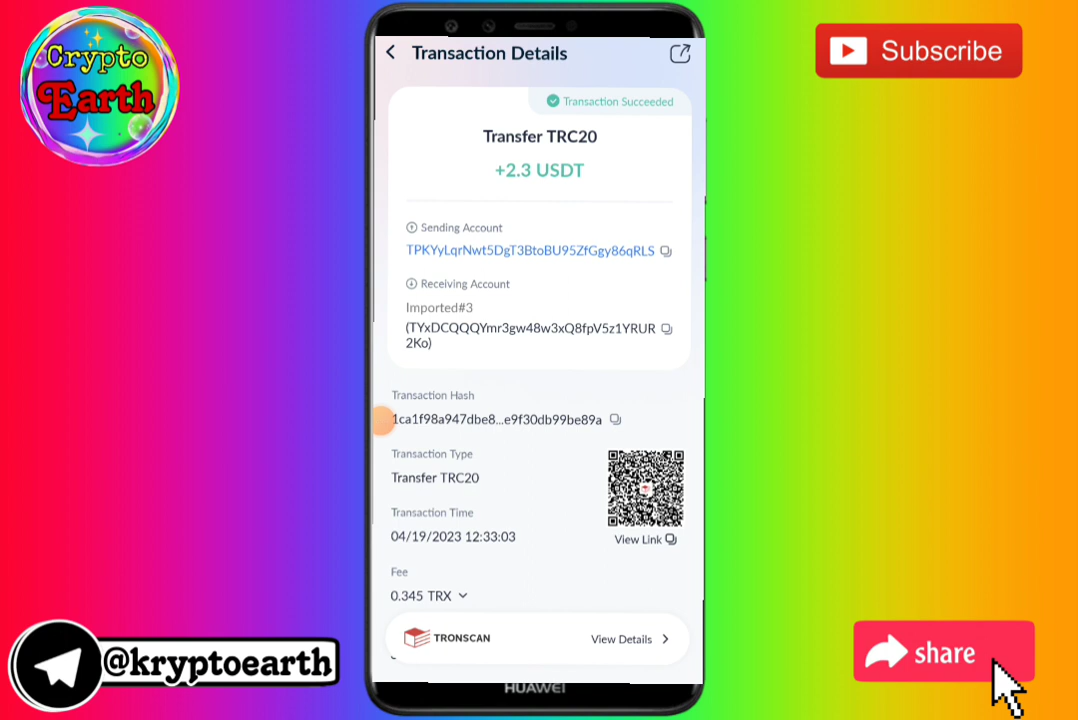 Crypto
Earth
Subscribe
Transaction Details
Transaction Succeeded
Transfer TRC20
+2.3 USDT
Sending Account
TPKYyLqrNwt5DgT3BtoBU95ZfGgy86qRLS
Receiving Account
Imported#3
(TYxDCQQQYmr3gw48w3xQ8fpV5z1YRUR
2Ko)
Transaction Hash
1ca1f98a947dbe8...e9f30db99be89a
Transaction Type
Transfer TRC20
Transaction Time
04/19/2023 12:33:03
View Link
Fee
0.345 TRX
TRONSCAN
View Details
HUAWEI
@kryptoearth
share